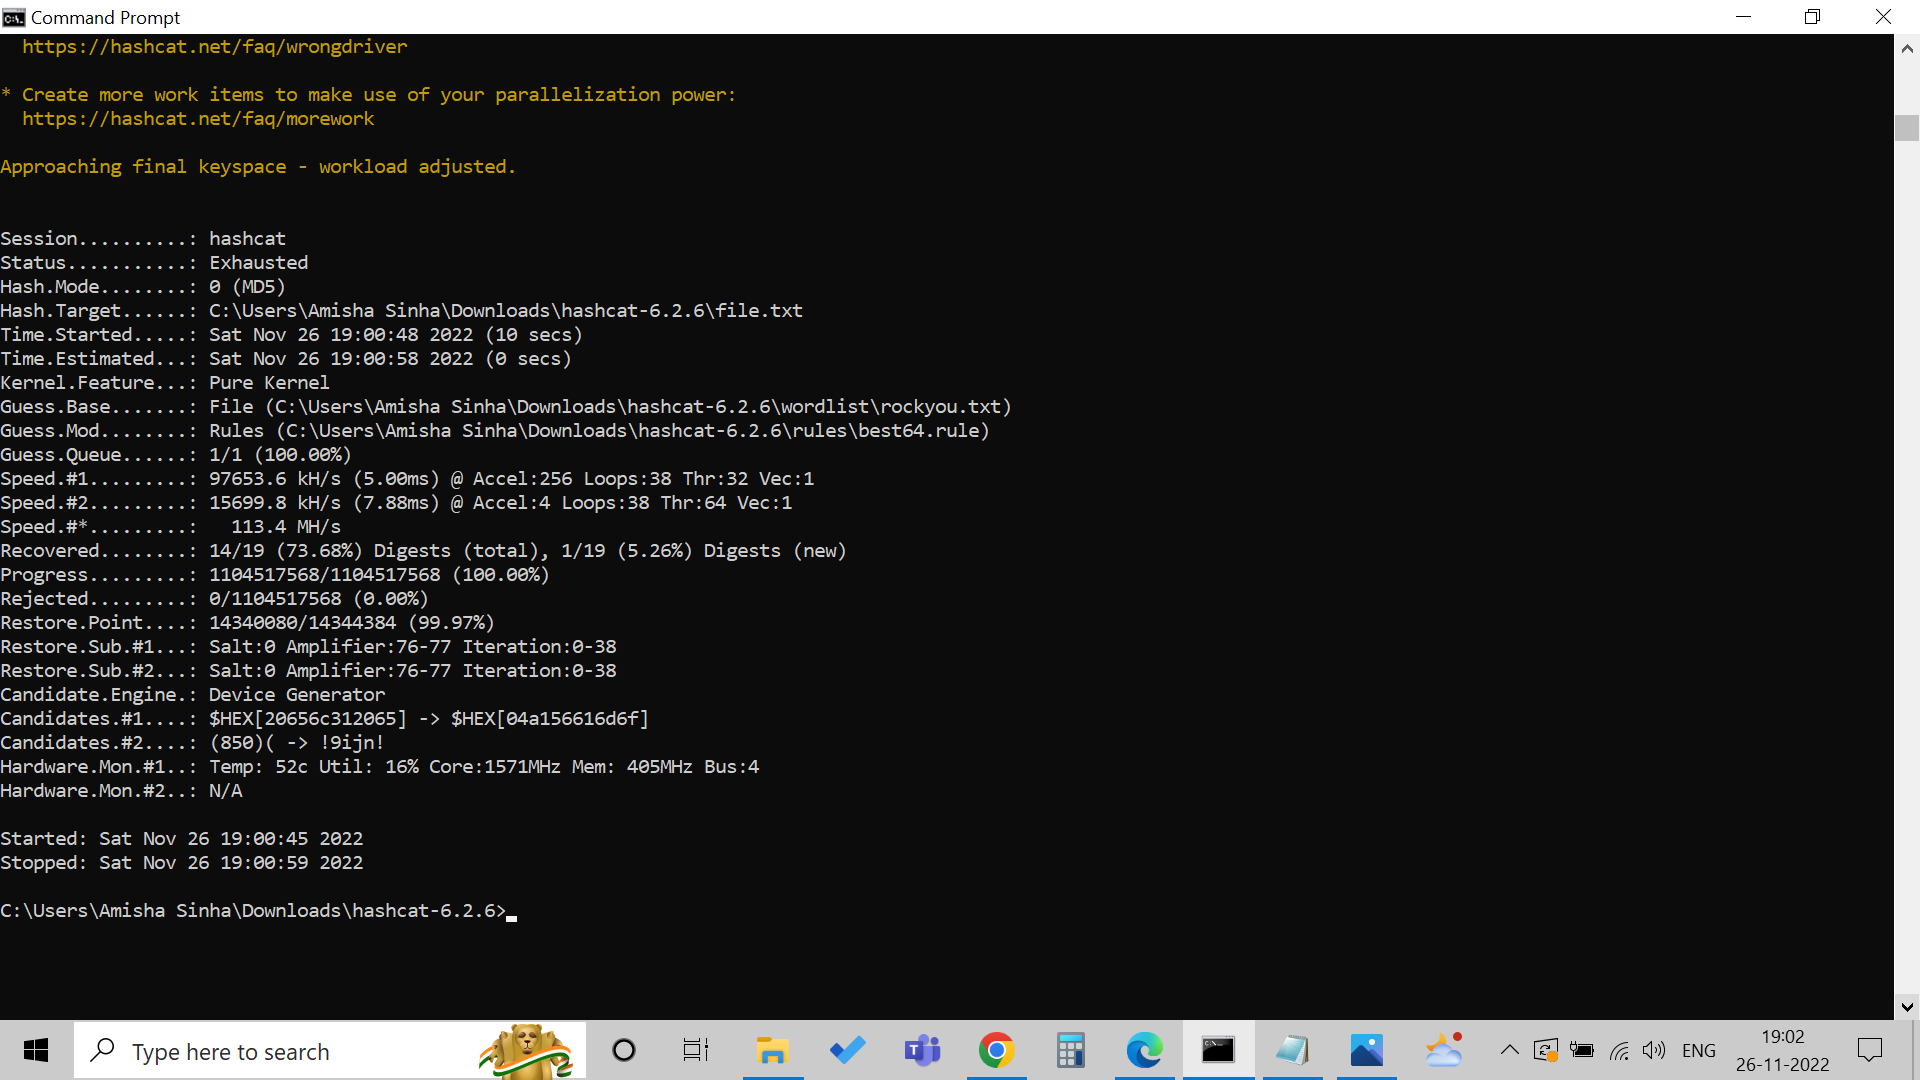 Command Prompt
https://hashcat.net/faq/wrongdriver
* Create more work items to make use of your parallelization power:
https://hashcat.net/faq/morework
Approaching final keyspace - workload adjusted.
Session..........: hashcat
Status...........: Exhausted
Hash.Mode........: 0 (MD5)
Hash.Target......: C:\Users\Amisha Sinha\Downloads\hashcat-6.2.6\file.txt
Time.Started.....: Sat Nov 26 19:00:48 2022 (10 secs)
Time.Estimated...: Sat Nov 26 19:00:58 2022 (0 secs)
Kernel.Feature...: Pure Kernel
Guess.Base.......: File (C:\Users\Amisha Sinha\Downloads\hashcat-6.2.6\wordlist\rockyou.txt)
Guess.Mod........: Rules (C:\Users\Amisha Sinha\Downloads\hashcat-6.2.6\rules\best64.rule)
Guess.Queue......: 1/1 (100.00%)
Speed.#1.........: 97653.6 kH/s (5.00ms) @ Accel:256 Loops:38 Thr:32 Vec:1
Speed.#2.........: 15699.8 kH/s (7.88ms) @ Accel:4 Loops:38 Thr:64 Vec:1
Speed.#*.........:   113.4 MH/s
Recovered........: 14/19 (73.68%) Digests (total), 1/19 (5.26%) Digests (new)
Progress.........: 1104517568/1104517568 (100.00%)
Rejected.........: 0/1104517568 (0.00%)
Restore.Point....: 14340080/14344384 (99.97%)
Restore.Sub.#1...: Salt:0 Amplifier:76-77 Iteration:0-38
Restore.Sub.#2...: Salt:0 Amplifier:76-77 Iteration:0-38
Candidate.Engine.: Device Generator
Candidates.#1....: $HEX[20656c312065] -> $HEX[04a156616d6f]
Candidates.#2....: (850)( -> !9ijn!
Hardware.Mon.#1..: Temp: 52c Util: 16% Core:1571MHz Mem: 405MHz Bus:4
Hardware.Mon.#2..: N/A
Started: Sat Nov 26 19:00:45 2022
Stopped: Sat Nov 26 19:00:59 2022
C:\Users\Amisha Sinha\Downloads\hashcat-6.2.6>
Type here to search
ENG
19:02
26-11-2022